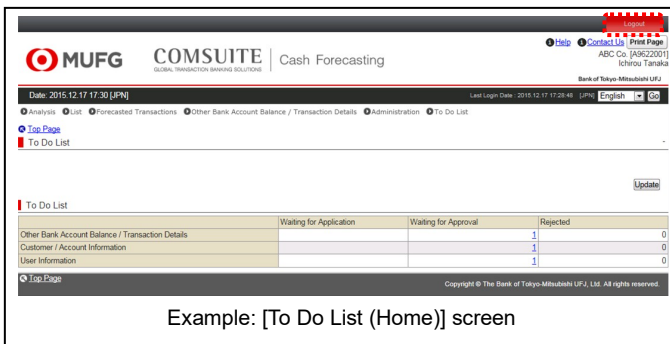 Logout
Help Contact Us Print Page
MUFG COMSUITE Cash Forecasting
GLOBAL TRANSACTION BANKING SOLUTIONS
ABC Co. [A9622001]
Ichirou Tanaka
Bank of Tokyo-Mitsubishi UFJ
Date: 2015.12.17 17:30 [JPN] Last Login Date : 2015.12.17 17:28:48 [JPN] English Go
Analysis List Forecasted Transactions Other Bank Account Balance / Transaction Details Administration To Do List
Top Page
To Do List -
Update
To Do List
Waiting for Application Waiting for Approval Rejected
Other Bank Account Balance / Transaction Details 1 0
Customer / Account Information 1 0
User Information 1 0
Top Page
Copyright © The Bank of Tokyo-Mitsubishi UFJ, Ltd. All rights reserved.
Example: [To Do List (Home)] screen